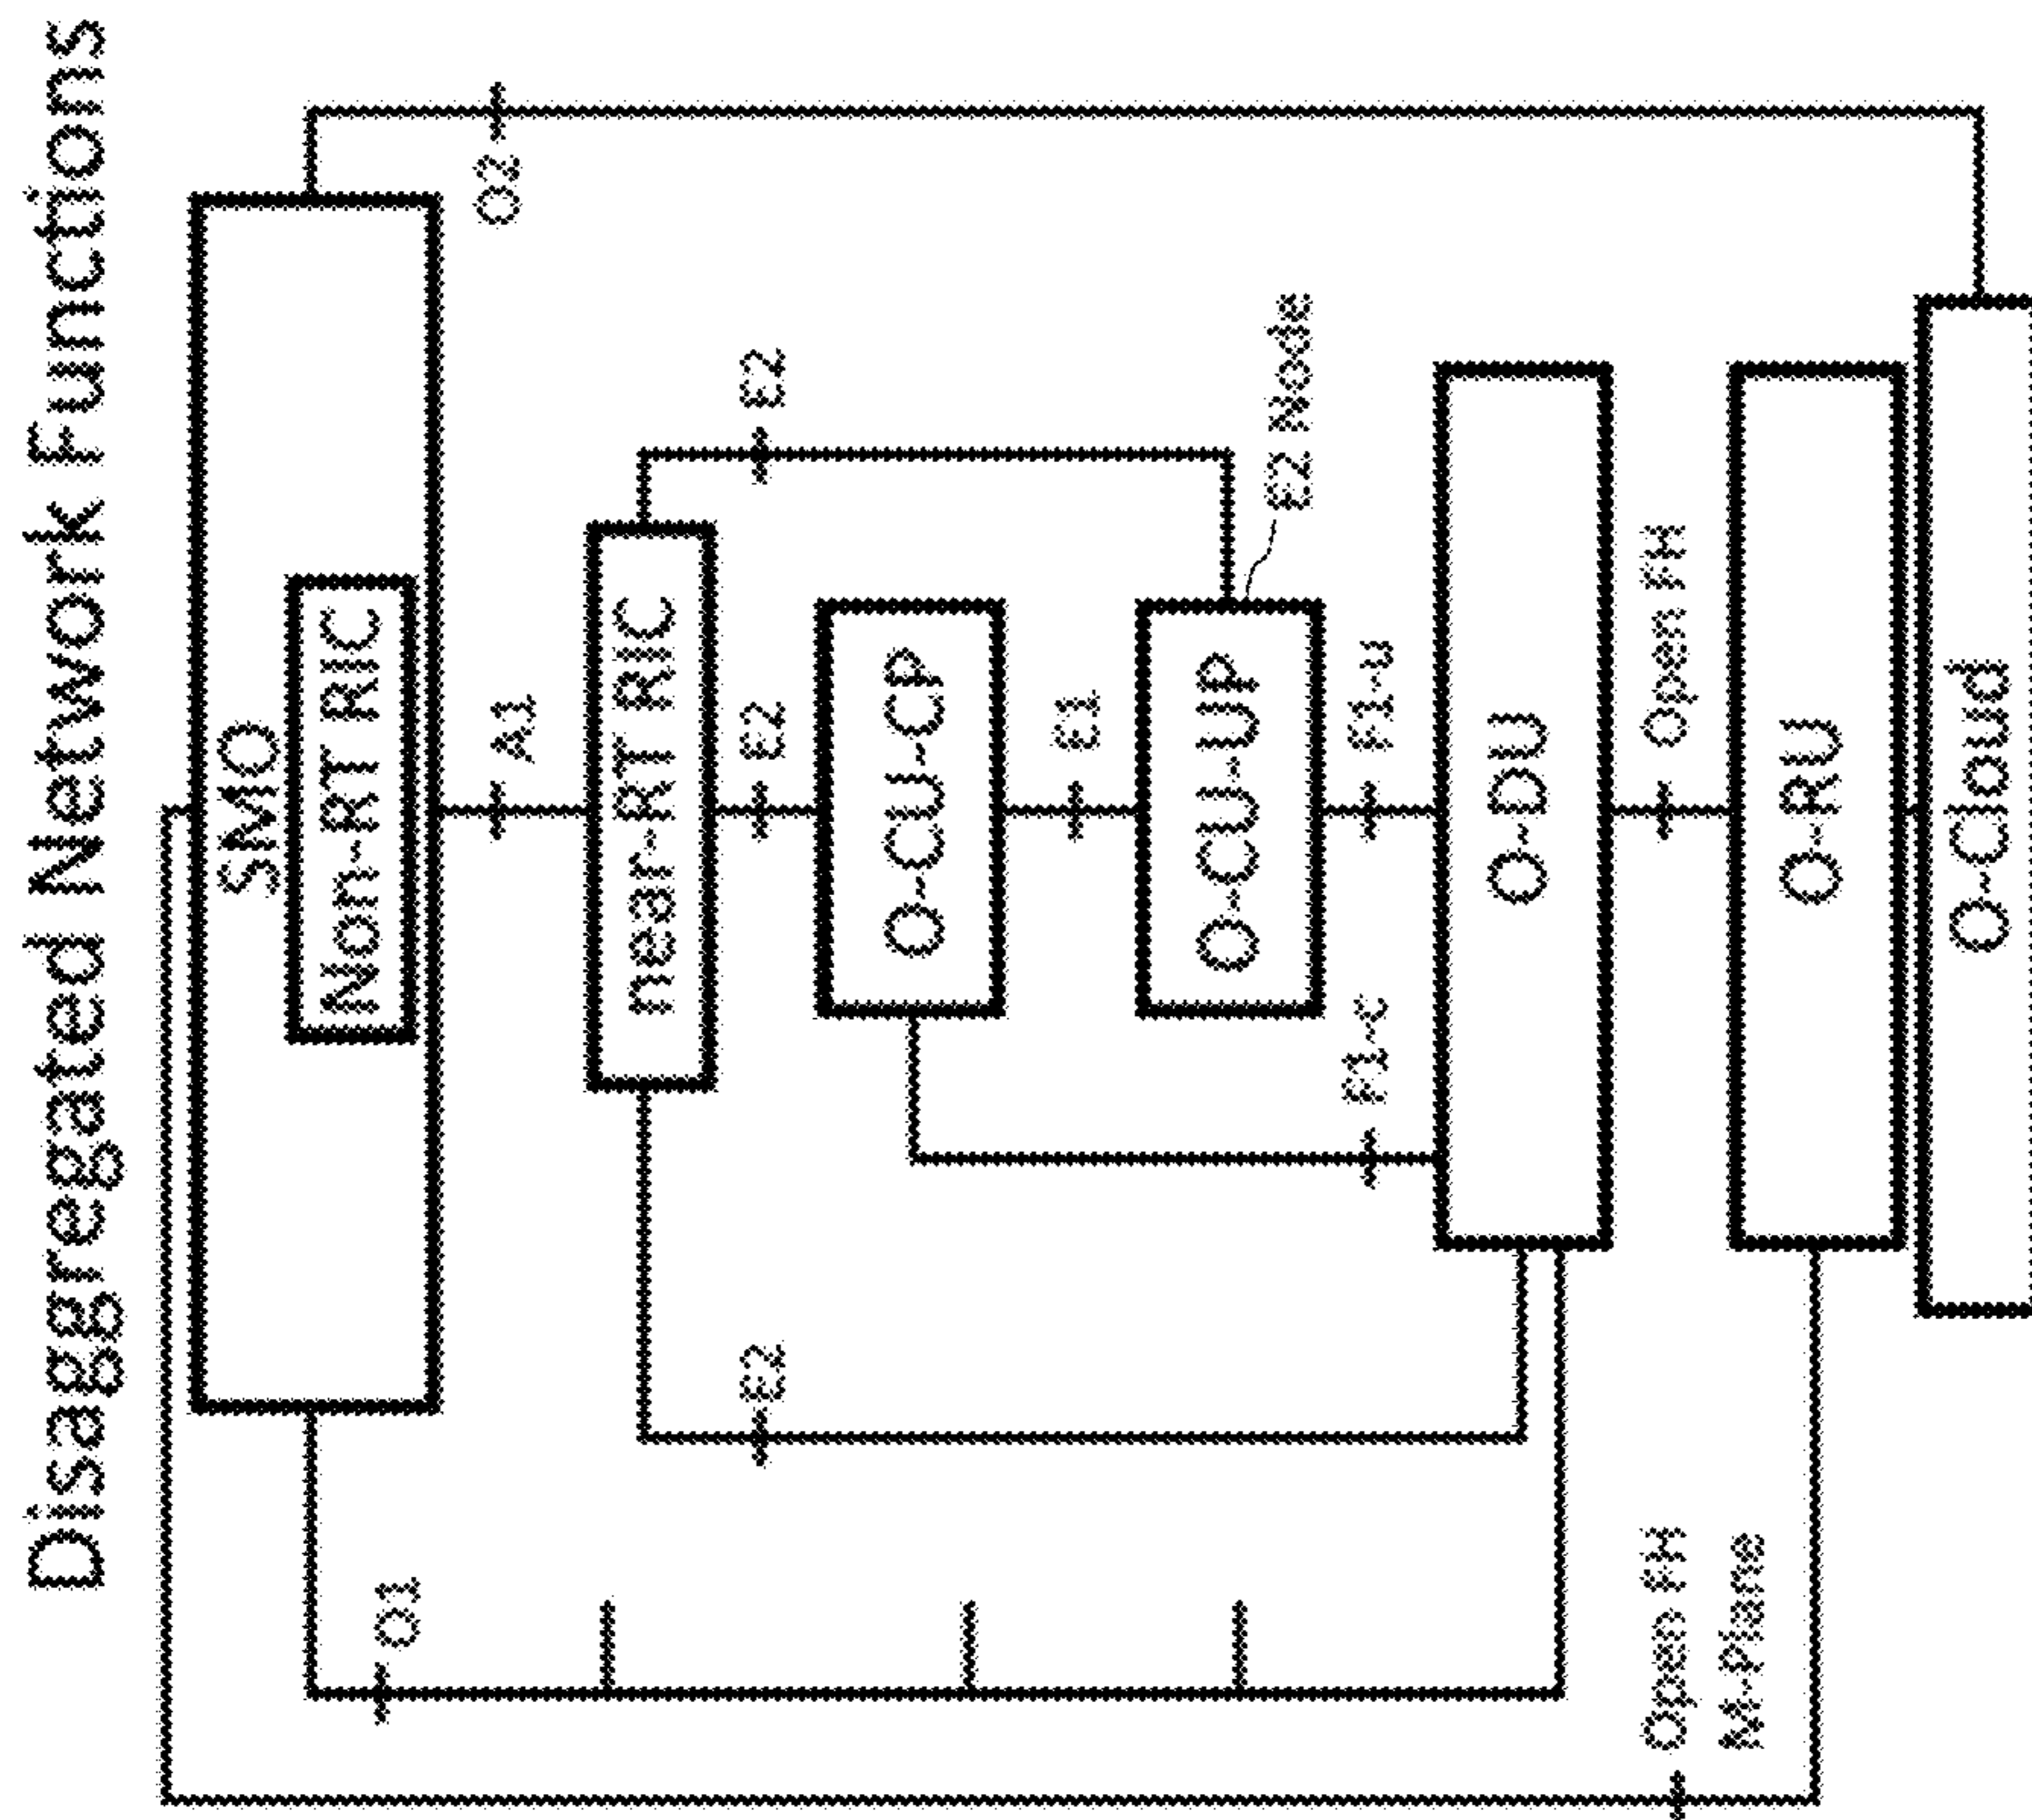 Disaggregated Network Functions
SMO
Non-RT RIC
O1
A1
O2
near-RT RIC
E2
E2
E2
O-CU-CP
E1
O-CU-UP
E2 Node
F1-c
F1-u
O-DU
Open FH
M-Plane
Open FH
O-RU
O-Cloud